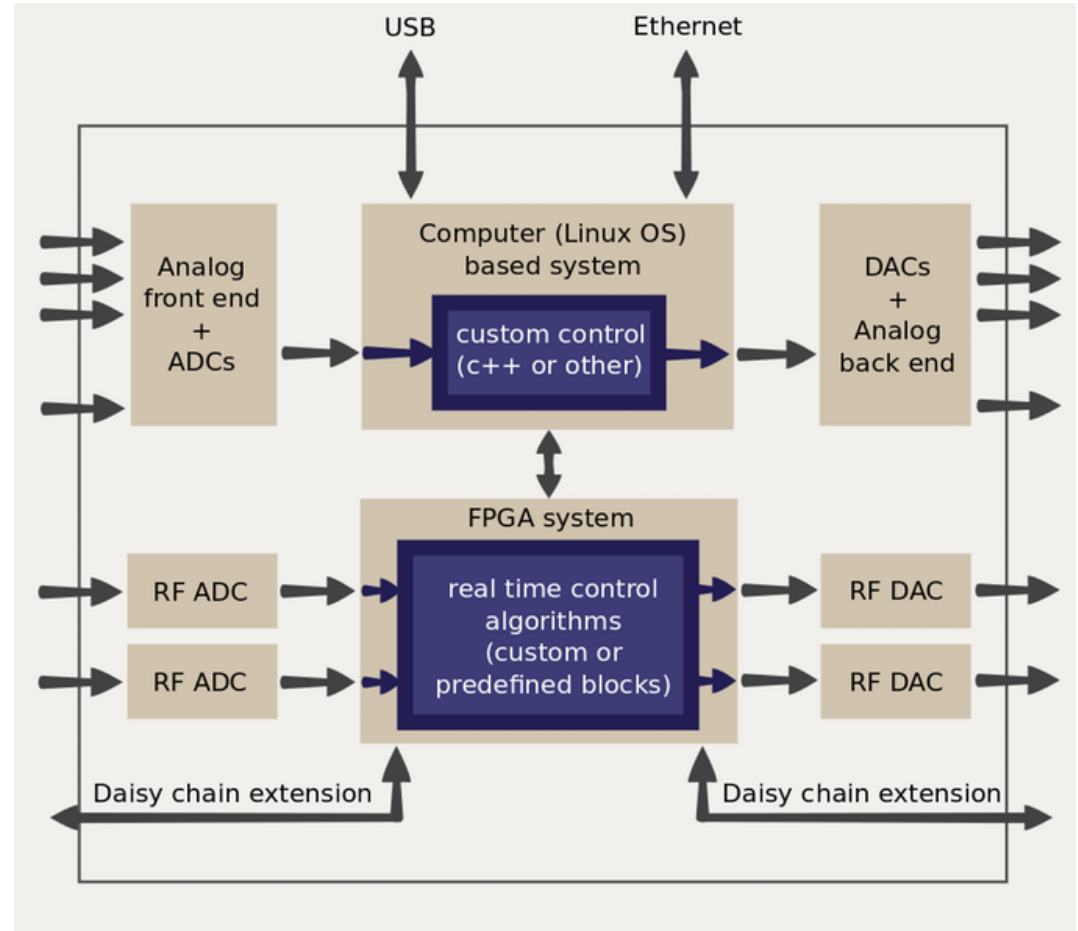 USB
Ethernet
Analog
front end
+
ADCs
Computer (Linux OS)
based system
custom control
(c++ or other)
DACs
+
Analog
back end
FPGA system
RF ADC
RF ADC
real time control
algorithms
(custom or
predefined blocks)
RF DAC
RF DAC
Daisy chain extension
Daisy chain extension